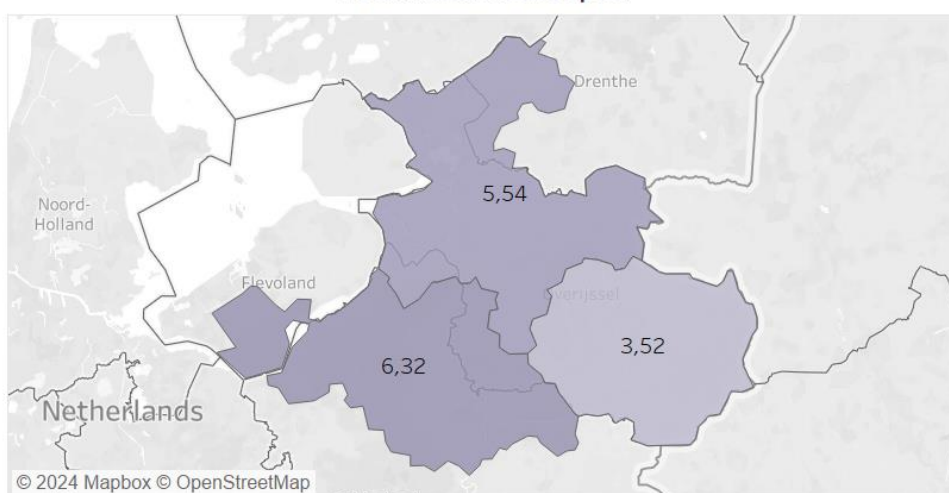 Drenthe
5,54
Noord-
Holland
Flevoland
Overijssel
6,32
3,52
Netherlands
© 2024 Mapbox © OpenStreetMap